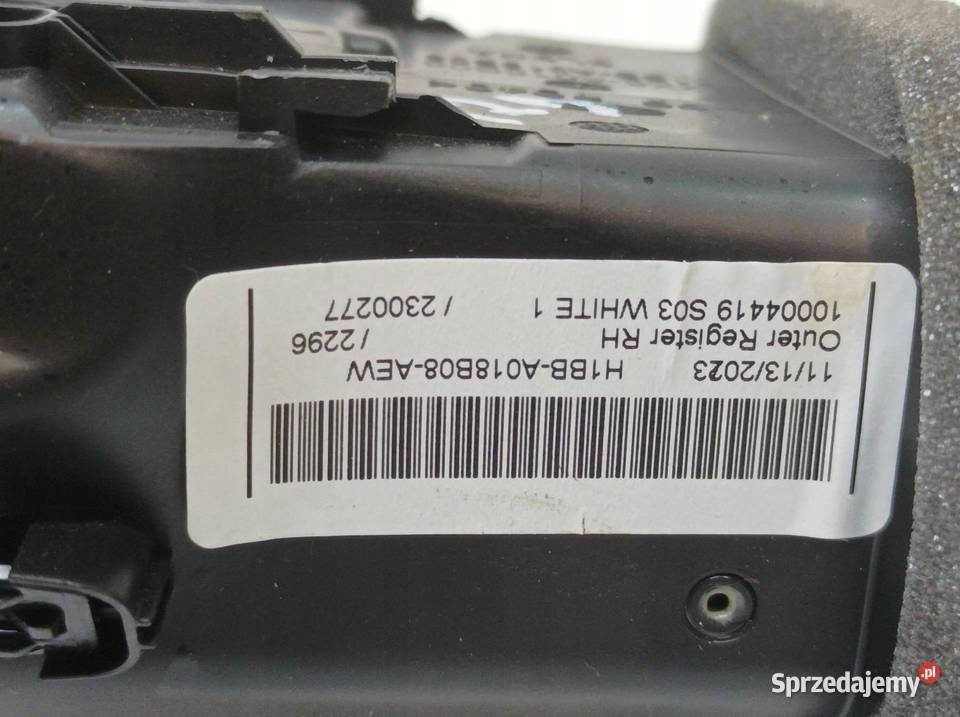 11/13/2023 H1BB-A018B08-AEW
Outer Register RH / 2296
10004419 S03 WHITE 1 / 2300277
Sprzedajemy.pl